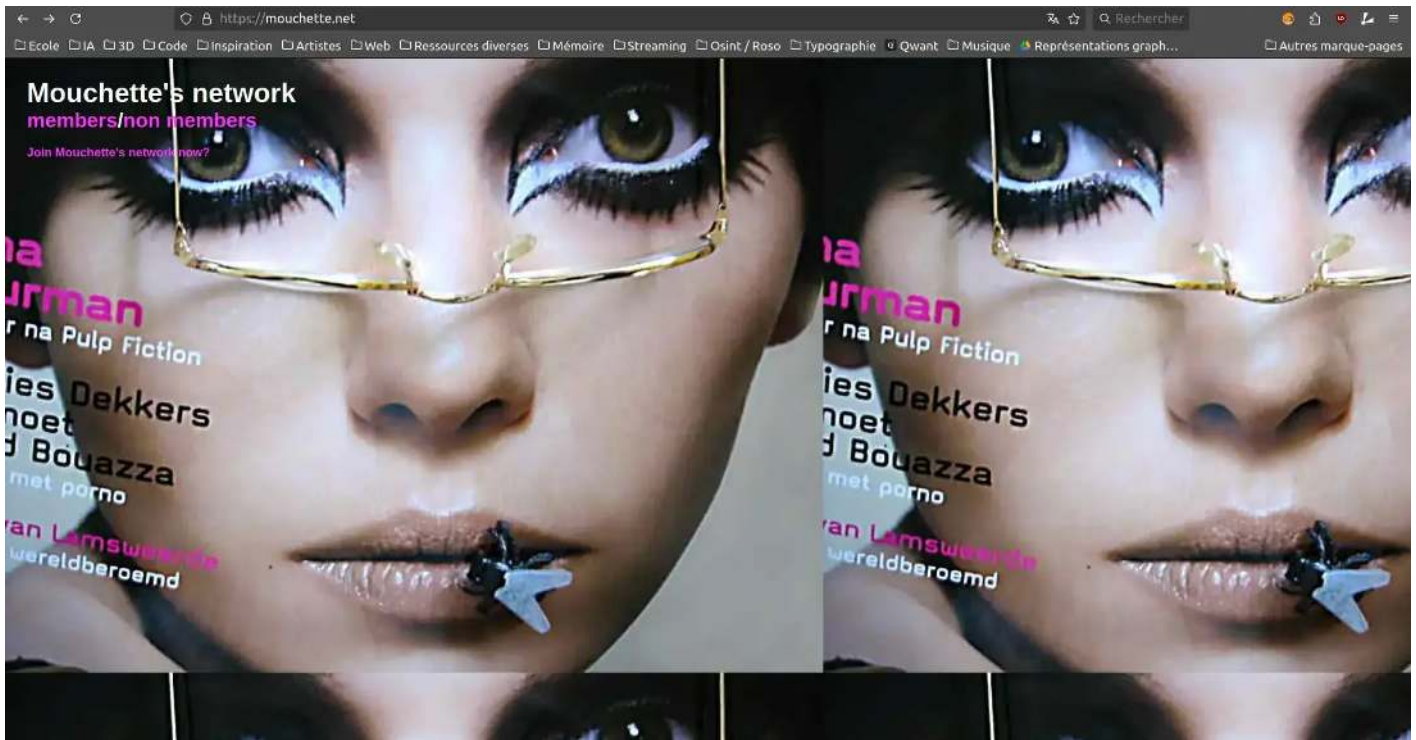 https://mouchette.net
Rechercher
Ecole IA 3D Code Inspiration Artistes Web Ressources diverses Mémoire Streaming Osint / Roso Typographie Qwant Musique Représentations graph... Autres marque-pages
Mouchette's network
members/non members
Join Mouchette's network now?
na
urman
r na Pulp Fiction
ies Dekkers
noet
d Bouazza
met porno
van Lamsweerde
wereldberoemd
na
urman
r na Pulp Fiction
ies Dekkers
noet
d Bouazza
met porno
van Lamsweerde
wereldberoemd